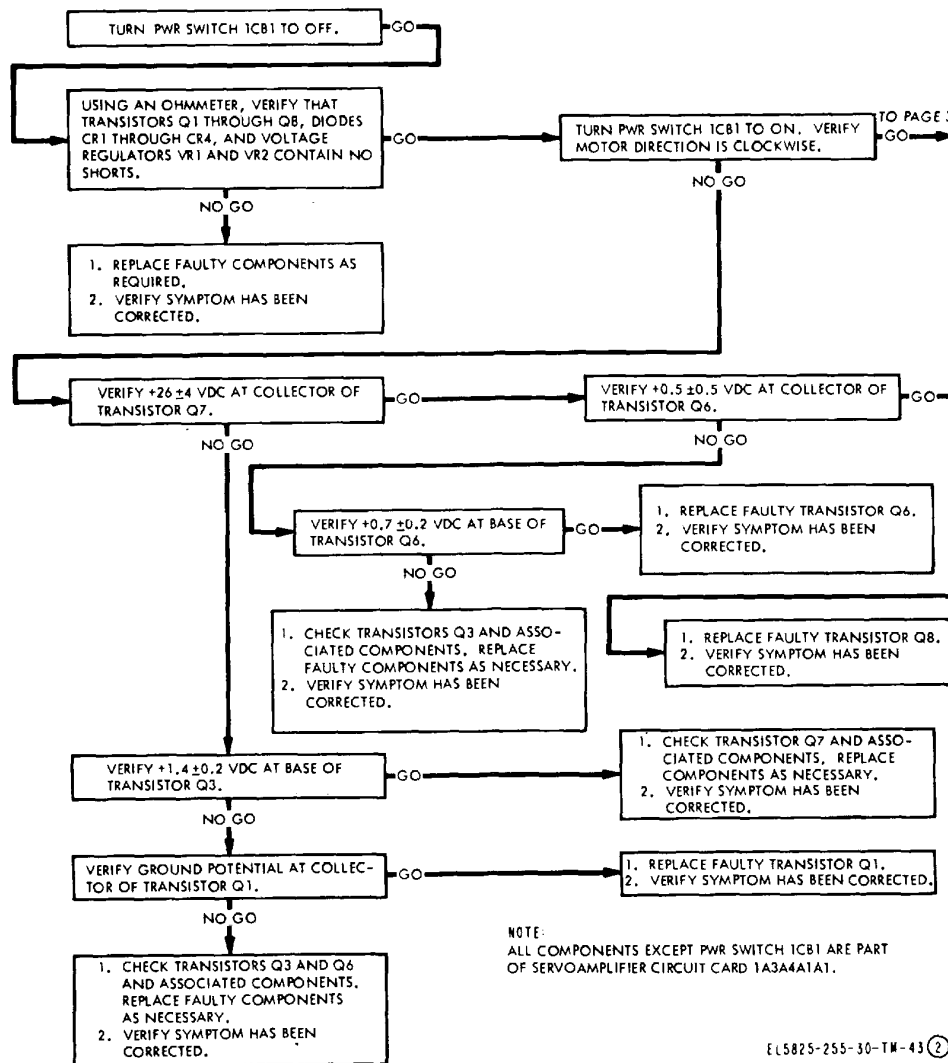 TURN PWR SWITCH 1CB1 TO OFF.
GO
USING AN OHMMETER, VERIFY THAT
TRANSISTORS Q1 THROUGH Q8, DIODES
CR1 THROUGH CR4, AND VOLTAGE
REGULATORS VR1 AND VR2 CONTAIN NO
SHORTS.
GO
TURN PWR SWITCH 1CB1 TO ON. VERIFY
MOTOR DIRECTION IS CLOCKWISE.
TO PAGE 3
GO
NO GO
NO GO
1. REPLACE FAULTY COMPONENTS AS
REQUIRED.
2. VERIFY SYMPTOM HAS BEEN
CORRECTED.
VERIFY +26 ±4 VDC AT COLLECTOR OF
TRANSISTOR Q7.
GO
VERIFY +0.5 ±0.5 VDC AT COLLECTOR OF
TRANSISTOR Q6.
GO
NO GO
NO GO
VERIFY +0.7 ±0.2 VDC AT BASE OF
TRANSISTOR Q6.
GO
1. REPLACE FAULTY TRANSISTOR Q6.
2. VERIFY SYMPTOM HAS BEEN
CORRECTED.
NO GO
1. CHECK TRANSISTORS Q3 AND ASSO-
CIATED COMPONENTS. REPLACE
FAULTY COMPONENTS AS NECESSARY.
2. VERIFY SYMPTOM HAS BEEN
CORRECTED.
1. REPLACE FAULTY TRANSISTOR Q8.
2. VERIFY SYMPTOM HAS BEEN
CORRECTED.
VERIFY +1.4 ±0.2 VDC AT BASE OF
TRANSISTOR Q3.
GO
1. CHECK TRANSISTOR Q7 AND ASSO-
CIATED COMPONENTS. REPLACE
COMPONENTS AS NECESSARY.
2. VERIFY SYMPTOM HAS BEEN
CORRECTED.
NO GO
VERIFY GROUND POTENTIAL AT COLLEC-
TOR OF TRANSISTOR Q1.
GO
1. REPLACE FAULTY TRANSISTOR Q1.
2. VERIFY SYMPTOM HAS BEEN CORRECTED.
NO GO
1. CHECK TRANSISTORS Q3 AND Q6
AND ASSOCIATED COMPONENTS.
REPLACE FAULTY COMPONENTS
AS NECESSARY.
2. VERIFY SYMPTOM HAS BEEN
CORRECTED.
NOTE:
ALL COMPONENTS EXCEPT PWR SWITCH 1CB1 ARE PART
OF SERVOAMPLIFIER CIRCUIT CARD 1A3A4A1A1.
EL5825-255-30-TM-43②